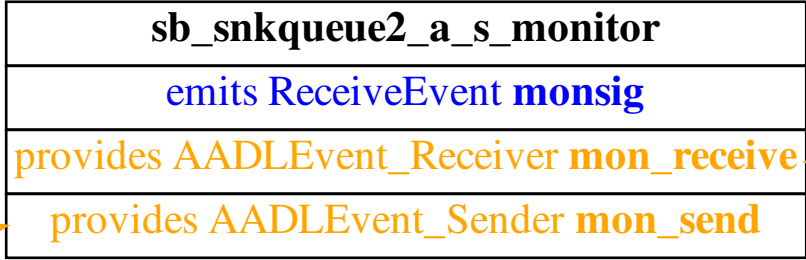 sb_snkqueue2_a_s_monitor
emits ReceiveEvent monsig
provides AADLEvent_Receiver mon_receive
provides AADLEvent_Sender mon_send